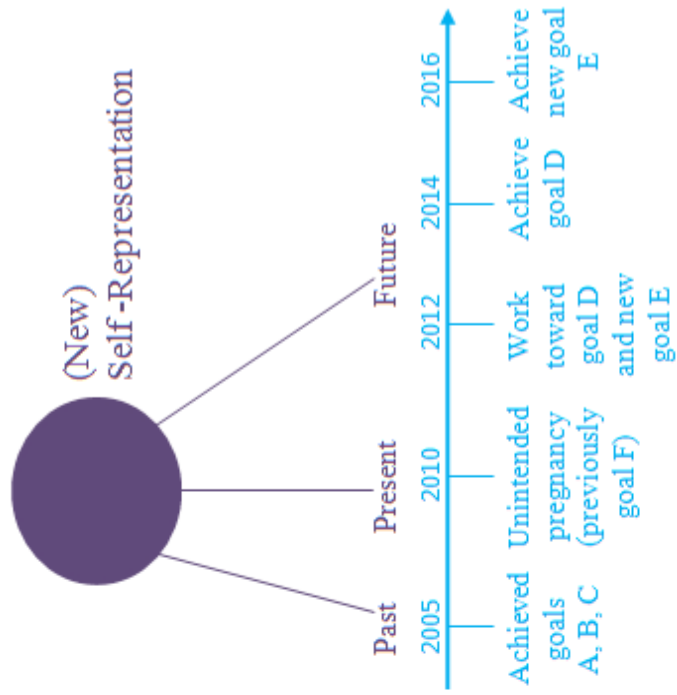 (New)
Self -Representation
Past
Present
Future
2005
2010
2012
2014
2016
Achieved
goals
A, B, C
Unintended
pregnancy
(previously
goal F)
Work
toward
goal D
and new
goal E
Achieve
goal D
Achieve
new goal
E